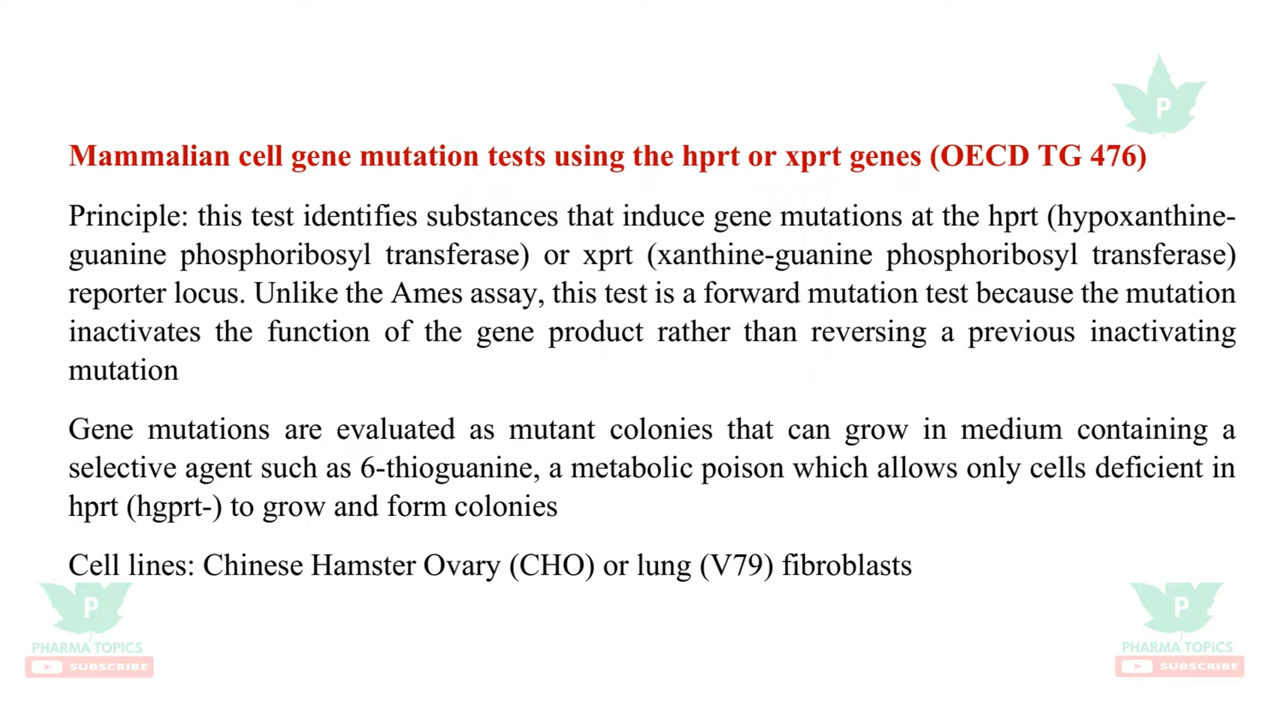 P
Mammalian cell gene mutation tests using the hprt or xprt genes (OECD TG 476)
Principle: this test identifies substances that induce gene mutations at the hprt (hypoxanthine-
guanine phosphoribosyl transferase) or xprt (xanthine-guanine phosphoribosyl transferase)
reporter locus. Unlike the Ames assay, this test is a forward mutation test because the mutation
inactivates the function of the gene product rather than reversing a previous inactivating
mutation
Gene mutations are evaluated as mutant colonies that can grow in medium containing a
selective agent such as 6-thioguanine, a metabolic poison which allows only cells deficient in
hprt (hgprt-) to grow and form colonies
Cell lines: Chinese Hamster Ovary (CHO) or lung (V79) fibroblasts
P
PHARMA TOPICS
SUBSCRIBE
P
PHARMA TOPICS
SUBSCRIBE